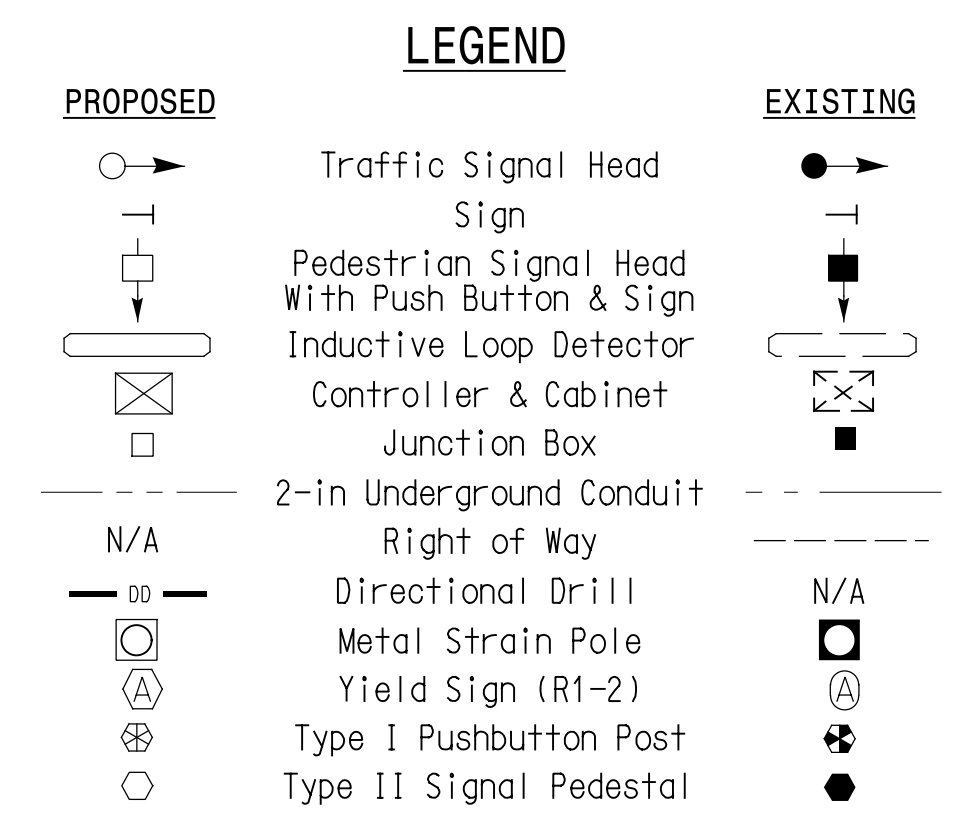 LEGEND
PROPOSED EXISTING
Traffic Signal Head
Sign
Pedestrian Signal Head
With Push Button & Sign
Inductive Loop Detector
Controller & Cabinet
Junction Box
2-in Underground Conduit
N/A Right of Way
DD Directional Drill N/A
Metal Strain Pole
A Yield Sign (R1-2) A
Type I Pushbutton Post
Type II Signal Pedestal